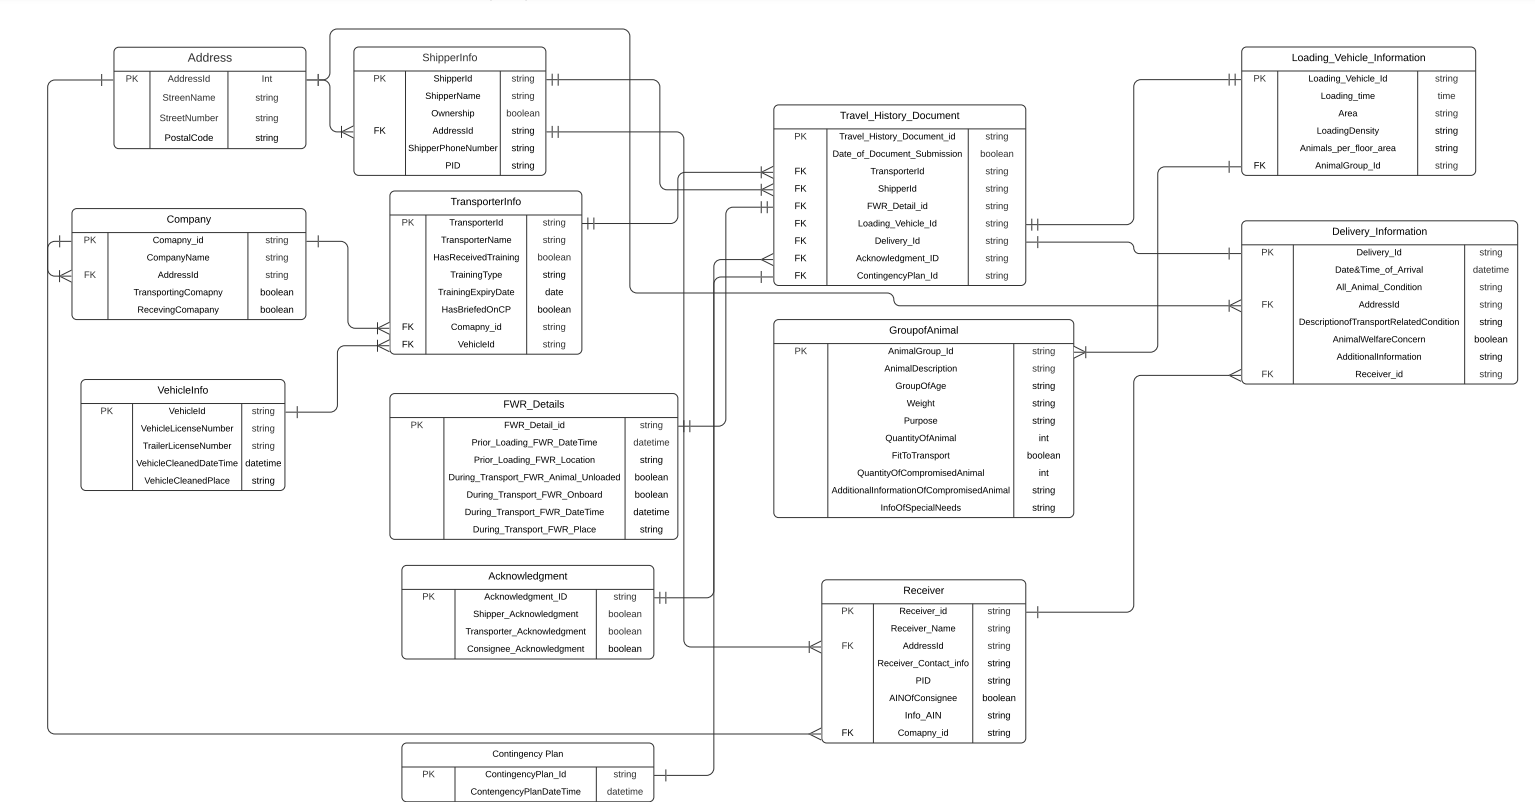 Address
PK AddressId Int
StreenName string
StreetNumber string
PostalCode string
ShipperInfo
PK ShipperId string
ShipperName string
Ownership boolean
FK AddressId string
ShipperPhoneNumber string
PID string
Loading_Vehicle_Information
PK Loading_Vehicle_Id string
Loading_time time
Area string
LoadingDensity string
Animals_per_floor_area string
FK AnimalGroup_Id string
Travel_History_Document
PK Travel_History_Document_id string
Date_of_Document_Submission boolean
FK TransporterId string
FK ShipperId string
FK FWR_Detail_id string
FK Loading_Vehicle_Id string
FK Delivery_Id string
FK Acknowledgment_ID string
FK ContingencyPlan_Id string
Company
PK Comapny_id string
CompanyName string
FK AddressId string
TransportingComapny boolean
RecevingComapany boolean
TransporterInfo
PK TransporterId string
TransporterName string
HasReceivedTraining boolean
TrainingType string
TrainingExpiryDate date
HasBriefedOnCP boolean
FK Comapny_id string
FK VehicleId string
Delivery_Information
PK Delivery_Id string
Date&Time_of_Arrival datetime
All_Animal_Condition string
FK AddressId string
DescriptionofTransportRelatedCondition string
AnimalWelfareConcern boolean
AdditionalInformation string
FK Receiver_id string
GroupofAnimal
PK AnimalGroup_Id string
AnimalDescription string
GroupOfAge string
Weight string
Purpose string
QuantityOfAnimal int
FitToTransport boolean
QuantityOfCompromisedAnimal int
AdditionalInformationOfCompromisedAnimal string
InfoOfSpecialNeeds string
VehicleInfo
PK VehicleId string
VehicleLicenseNumber string
TrailerLicenseNumber string
VehicleCleanedDateTime datetime
VehicleCleanedPlace string
FWR_Details
PK FWR_Detail_id string
Prior_Loading_FWR_DateTime datetime
Prior_Loading_FWR_Location string
During_Transport_FWR_Animal_Unloaded boolean
During_Transport_FWR_Onboard boolean
During_Transport_FWR_DateTime datetime
During_Transport_FWR_Place string
Acknowledgment
PK Acknowledgment_ID string
Shipper_Acknowledgment boolean
Transporter_Acknowledgment boolean
Consignee_Acknowledgment boolean
Receiver
PK Receiver_id string
Receiver_Name string
FK AddressId string
Receiver_Contact_info string
PID string
AINOfConsignee boolean
Info_AIN string
FK Comapny_id string
Contingency Plan
PK ContingencyPlan_Id string
ContengencyPlanDateTime datetime